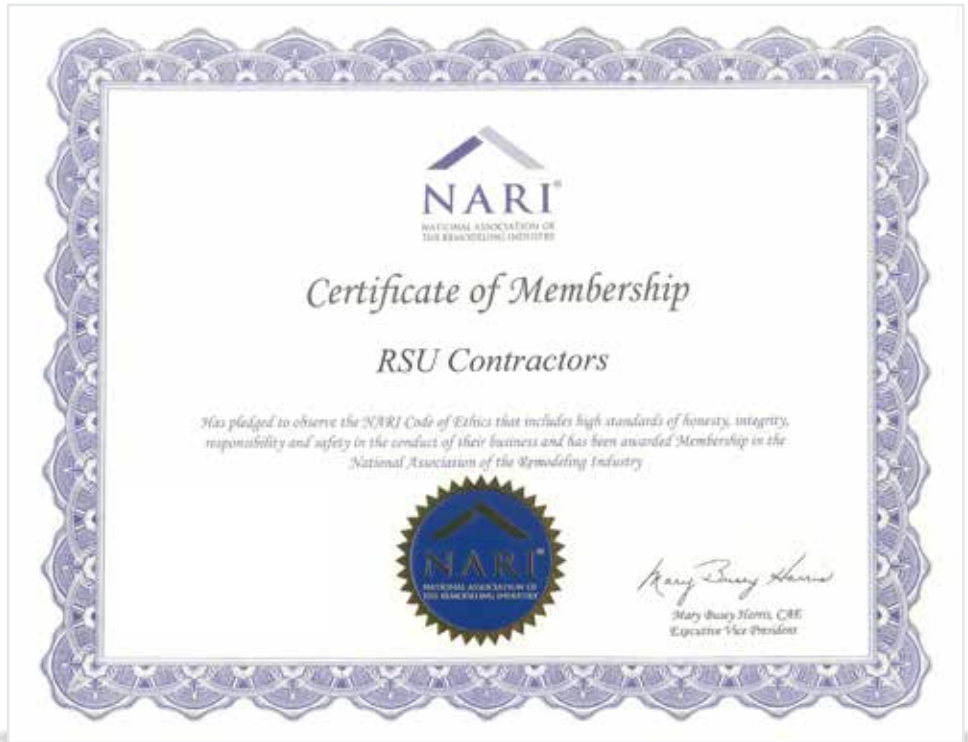 NARI®
NATIONAL ASSOCIATION OF
THE REMODELING INDUSTRY
Certificate of Membership
RSU Contractors
Has pledged to observe the NARI Code of Ethics that includes high standards of honesty, integrity,
responsibility and safety in the conduct of their business and has been awarded Membership in the
National Association of the Remodeling Industry
NARI®
NATIONAL ASSOCIATION OF
THE REMODELING INDUSTRY
Mary Busey Harris
Mary Busey Harris, CAE
Executive Vice President